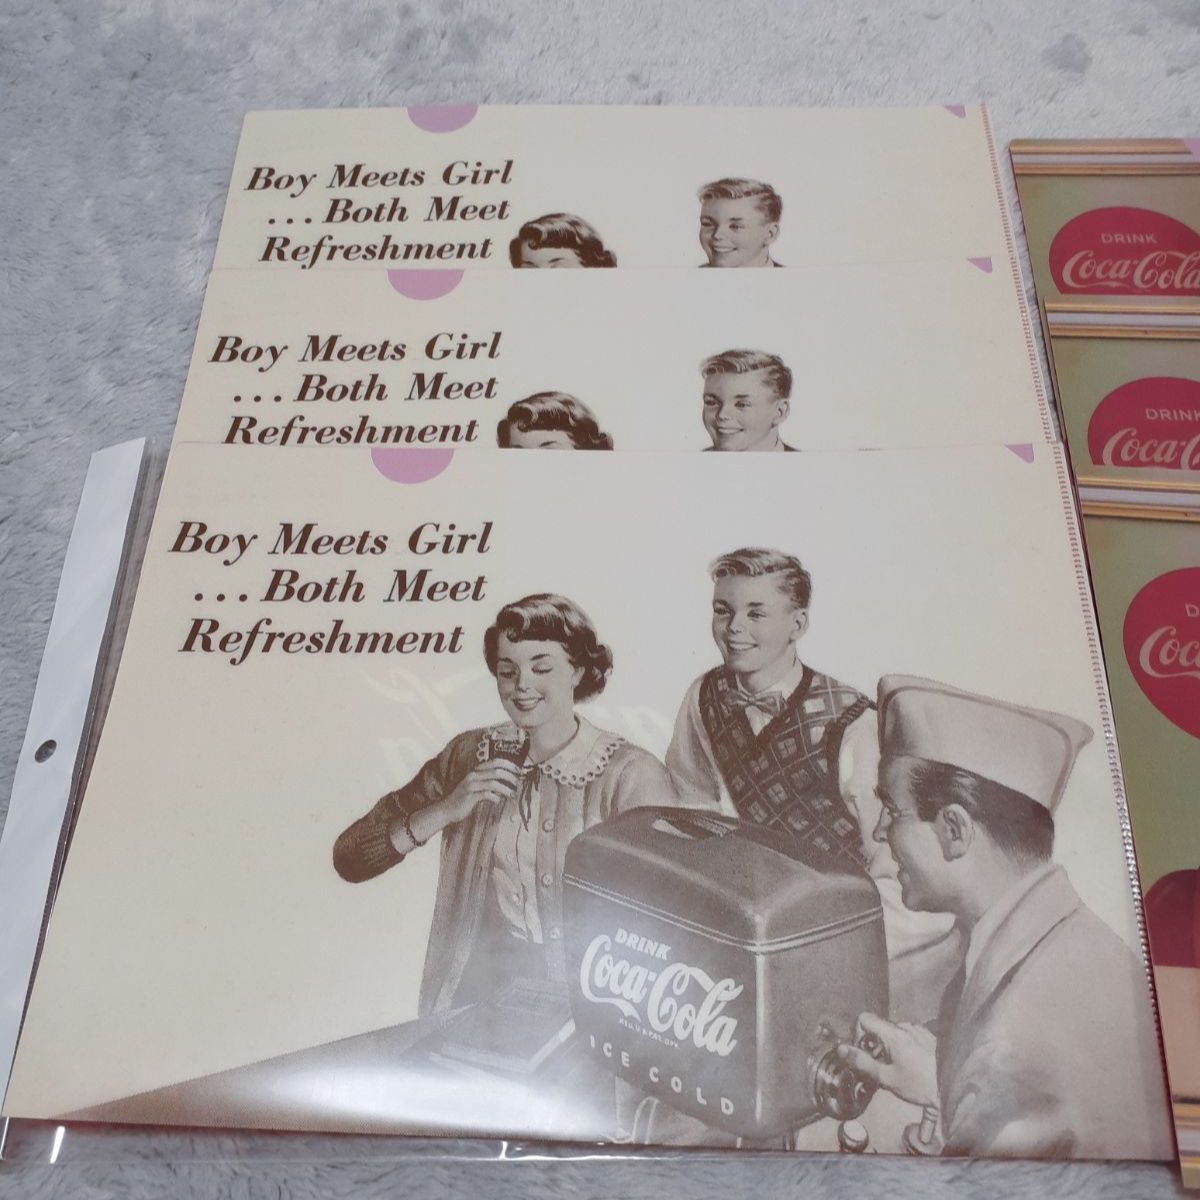 Boy Meets Girl
...Both Meet
Refreshment
Boy Meets Girl
...Both Meet
Refreshment
Boy Meets Girl
...Both Meet
Refreshment
DRINK
Coca-Cola
ICE COLD
DRINK
Coca-Cola
DRINK
Coca-C
D
Coc